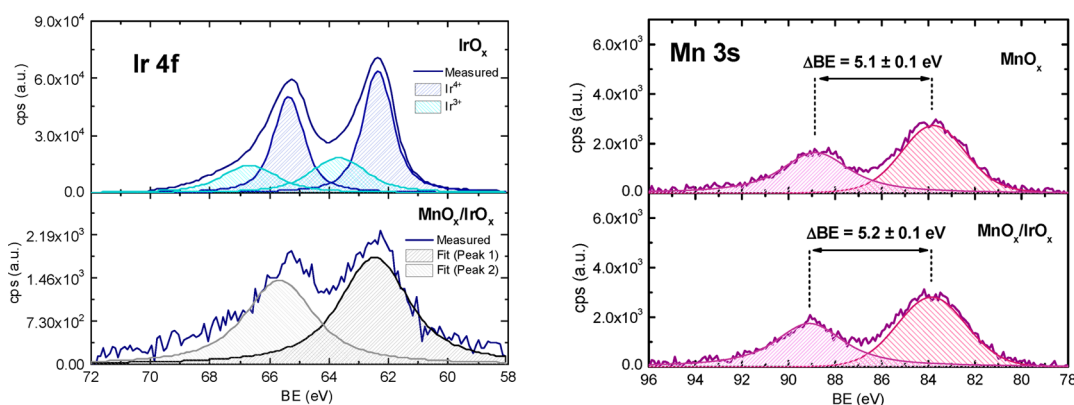 Ir 4f
IrOₓ
Measured
Ir⁴⁺
Ir³⁺
cps (a.u.)
9.0x10⁴
6.0x10⁴
3.0x10⁴
0.0
MnOₓ/IrOₓ
Measured
Fit (Peak 1)
Fit (Peak 2)
cps (a.u.)
2.19x10³
1.46x10³
7.30x10²
0.00
72 70 68 66 64 62 60 58
BE (eV)
Mn 3s
MnOₓ
ΔBE = 5.1 ± 0.1 eV
cps (a.u.)
6.0x10³
4.0x10³
2.0x10³
0.0
MnOₓ/IrOₓ
ΔBE = 5.2 ± 0.1 eV
cps (a.u.)
6.0x10³
4.0x10³
2.0x10³
0.0
96 94 92 90 88 86 84 82 80 78
BE (eV)